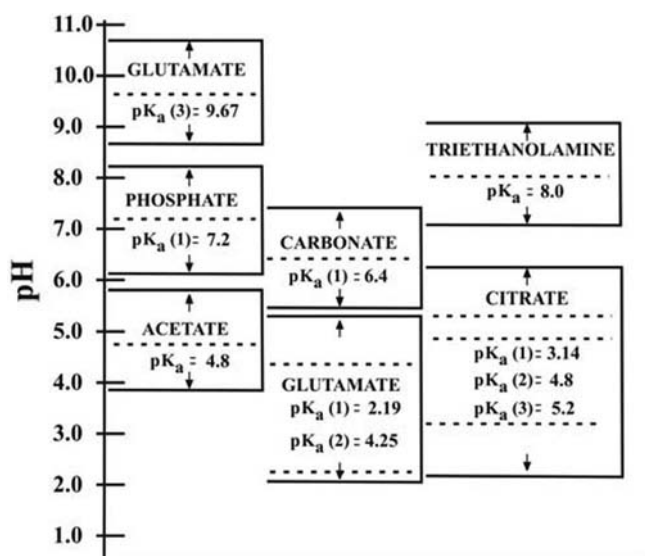 11.0
10.0
9.0
8.0
7.0
6.0
5.0
4.0
3.0
2.0
1.0
pH
GLUTAMATE
pKa (3) = 9.67
PHOSPHATE
pKa (1) = 7.2
ACETATE
pKa = 4.8
CARBONATE
pKa (1) = 6.4
GLUTAMATE
pKa (1) = 2.19
pKa (2) = 4.25
TRIETHANOLAMINE
pKa = 8.0
CITRATE
pKa (1) = 3.14
pKa (2) = 4.8
pKa (3) = 5.2